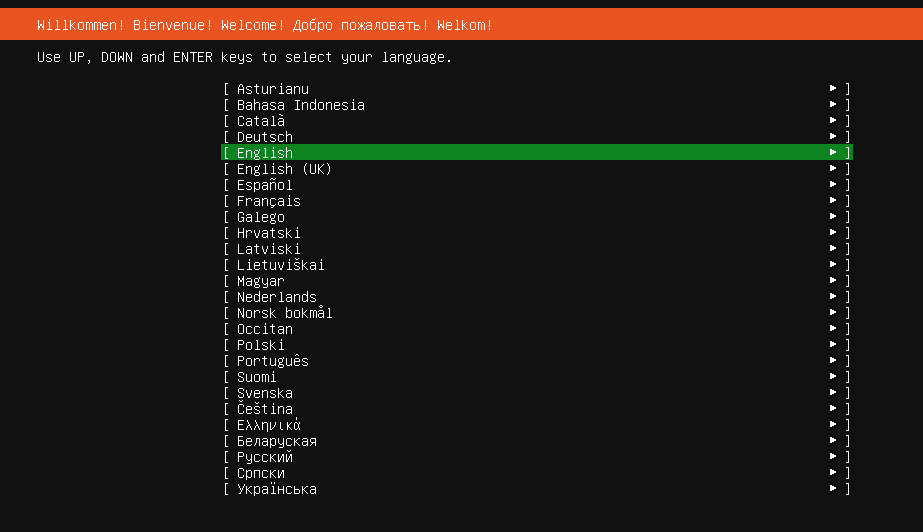 Willkommen! Bienvenue! Welcome! Добро пожаловать! Welkom!
Use UP, DOWN and ENTER keys to select your language.
[ Asturianu ► ]
[ Bahasa Indonesia ► ]
[ Català ► ]
[ Deutsch ► ]
[ English ► ]
[ English (UK) ► ]
[ Español ► ]
[ Français ► ]
[ Galego ► ]
[ Hrvatski ► ]
[ Latviski ► ]
[ Lietuviškai ► ]
[ Magyar ► ]
[ Nederlands ► ]
[ Norsk bokmål ► ]
[ Occitan ► ]
[ Polski ► ]
[ Português ► ]
[ Suomi ► ]
[ Svenska ► ]
[ Čeština ► ]
[ Ελληνικά ► ]
[ Беларуская ► ]
[ Русский ► ]
[ Српски ► ]
[ Українська ► ]